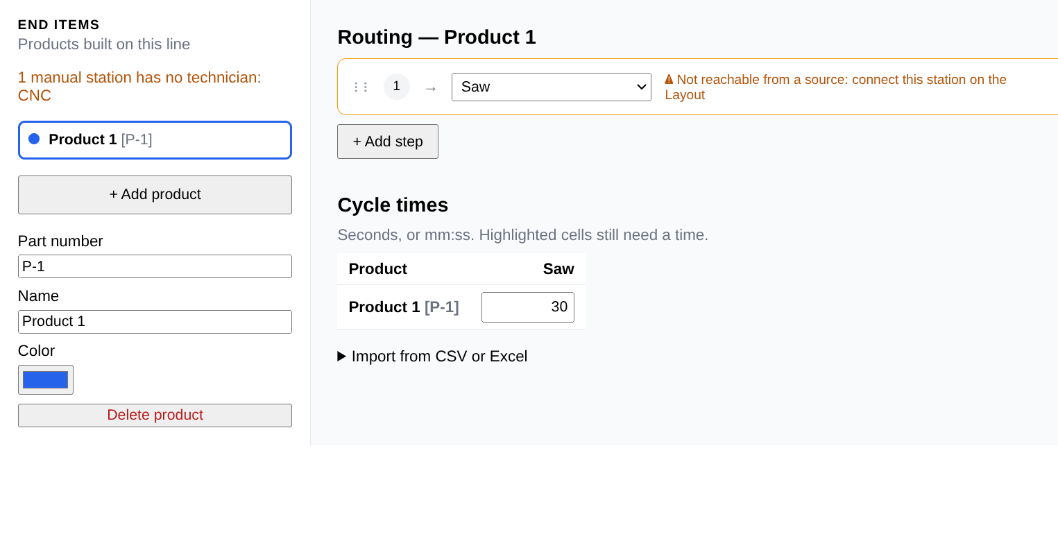 END ITEMS
Products built on this line
1 manual station has no technician:
CNC
Product 1 [P-1]
+ Add product
Part number
P-1
Name
Product 1
Color
Delete product
Routing — Product 1
1 → Saw
Not reachable from a source: connect this station on the
Layout
+ Add step
Cycle times
Seconds, or mm:ss. Highlighted cells still need a time.
Product Saw
Product 1 [P-1] 30
Import from CSV or Excel